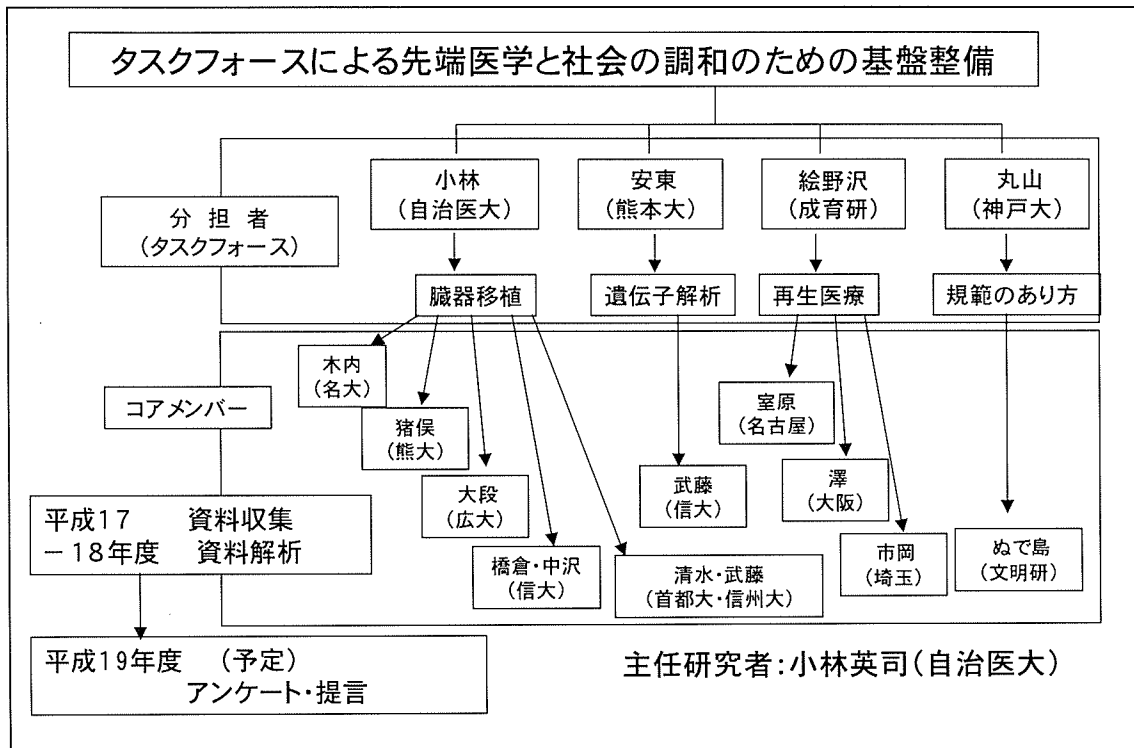 タスクフォースによる先端医学と社会の調和のための基盤整備
分 担 者
(タスクフォース)
小林
(自治医大)
安東
(熊本大)
絵野沢
(成育研)
丸山
(神戸大)
臓器移植
遺伝子解析
再生医療
規範のあり方
コアメンバー
木内
(名大)
猪俣
(熊大)
大段
(広大)
橋倉・中沢
(信大)
清水・武藤
(首都大・信州大)
武藤
(信大)
室原
(名古屋)
澤
(大阪)
市岡
(埼玉)
ぬで島
(文明研)
平成17 資料収集
-18年度 資料解析
平成19年度 (予定)
アンケート・提言
主任研究者:小林英司(自治医大)